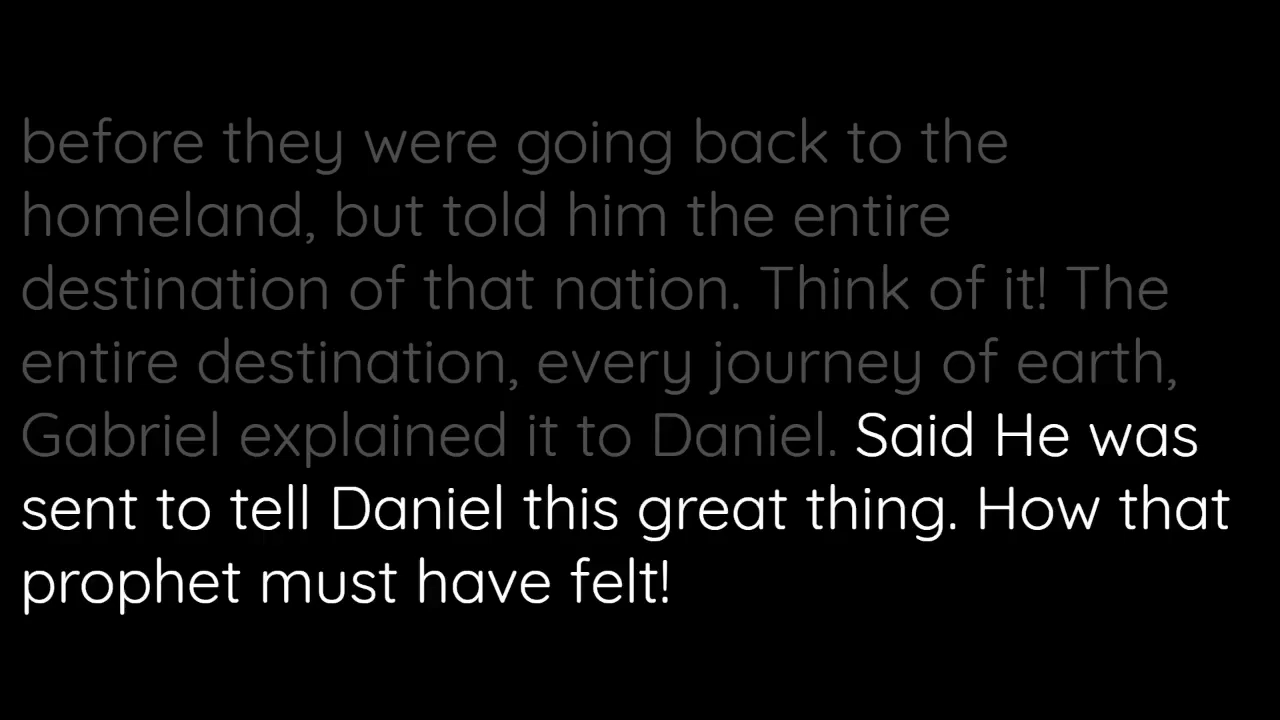 before they were going back to the
homeland, but told him the entire
destination of that nation. Think of it! The
entire destination, every journey of earth,
Gabriel explained it to Daniel. Said He was
sent to tell Daniel this great thing. How that
prophet must have felt!